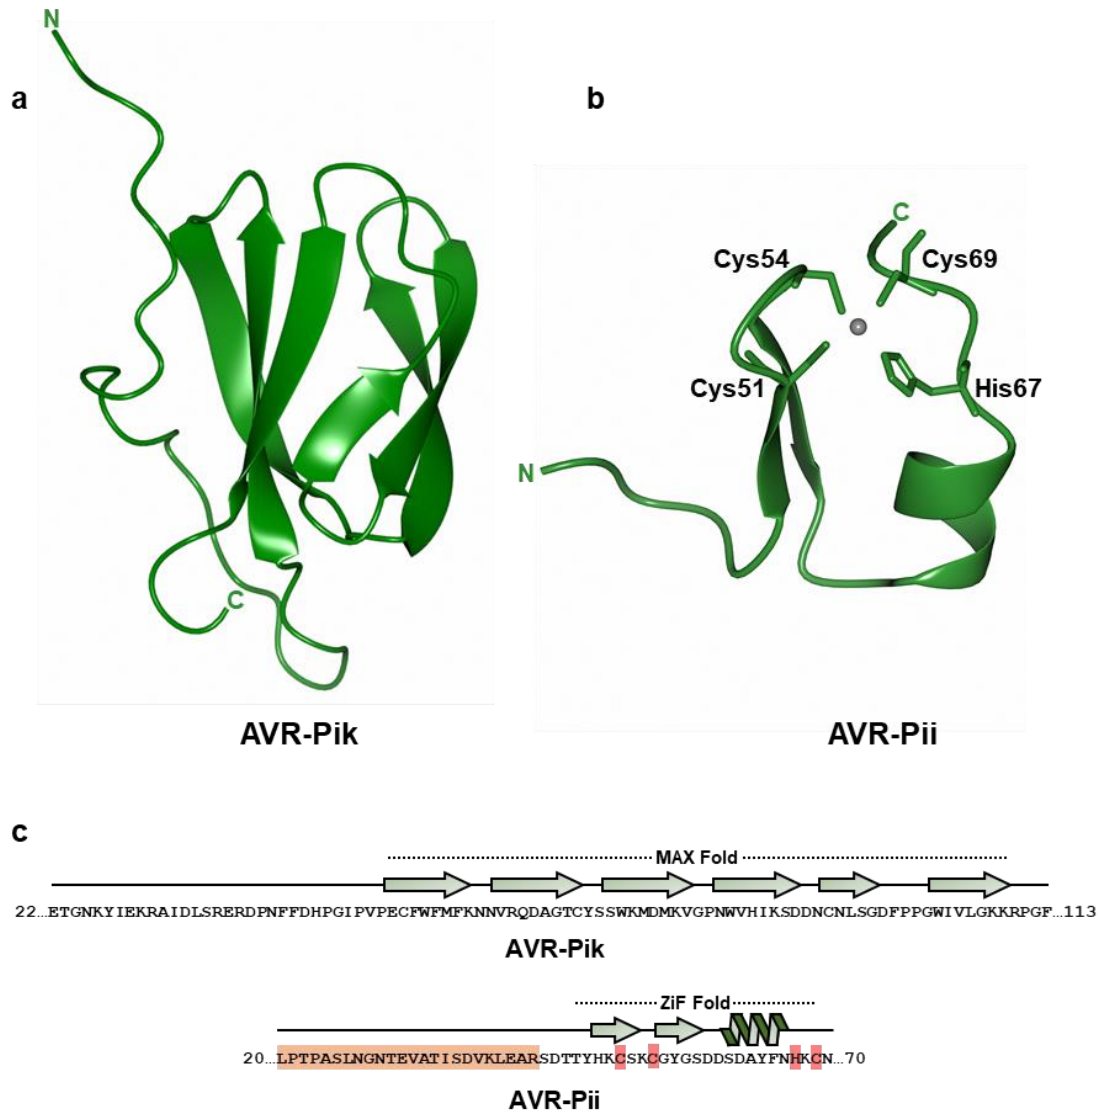 N
a
b
C
Cys54
Cys69
Cys51
His67
N
C
AVR-Pik
AVR-Pii
c
MAX Fold
22…ETGNKYIEKRAIDLSRERDPNFFDHPGIPVPECFWFMFKNNVRQDAGTCYSSWKMDMKVGPNWVHIKSDDNCNLSGDFPPGWIVLGKKRPGF…113
AVR-Pik
ZiF Fold
20…LPTPASLNGNTEVATISDVKLEARSDTTYHKCSKCGYGSDDSDAYFNHKCN…70
AVR-Pii